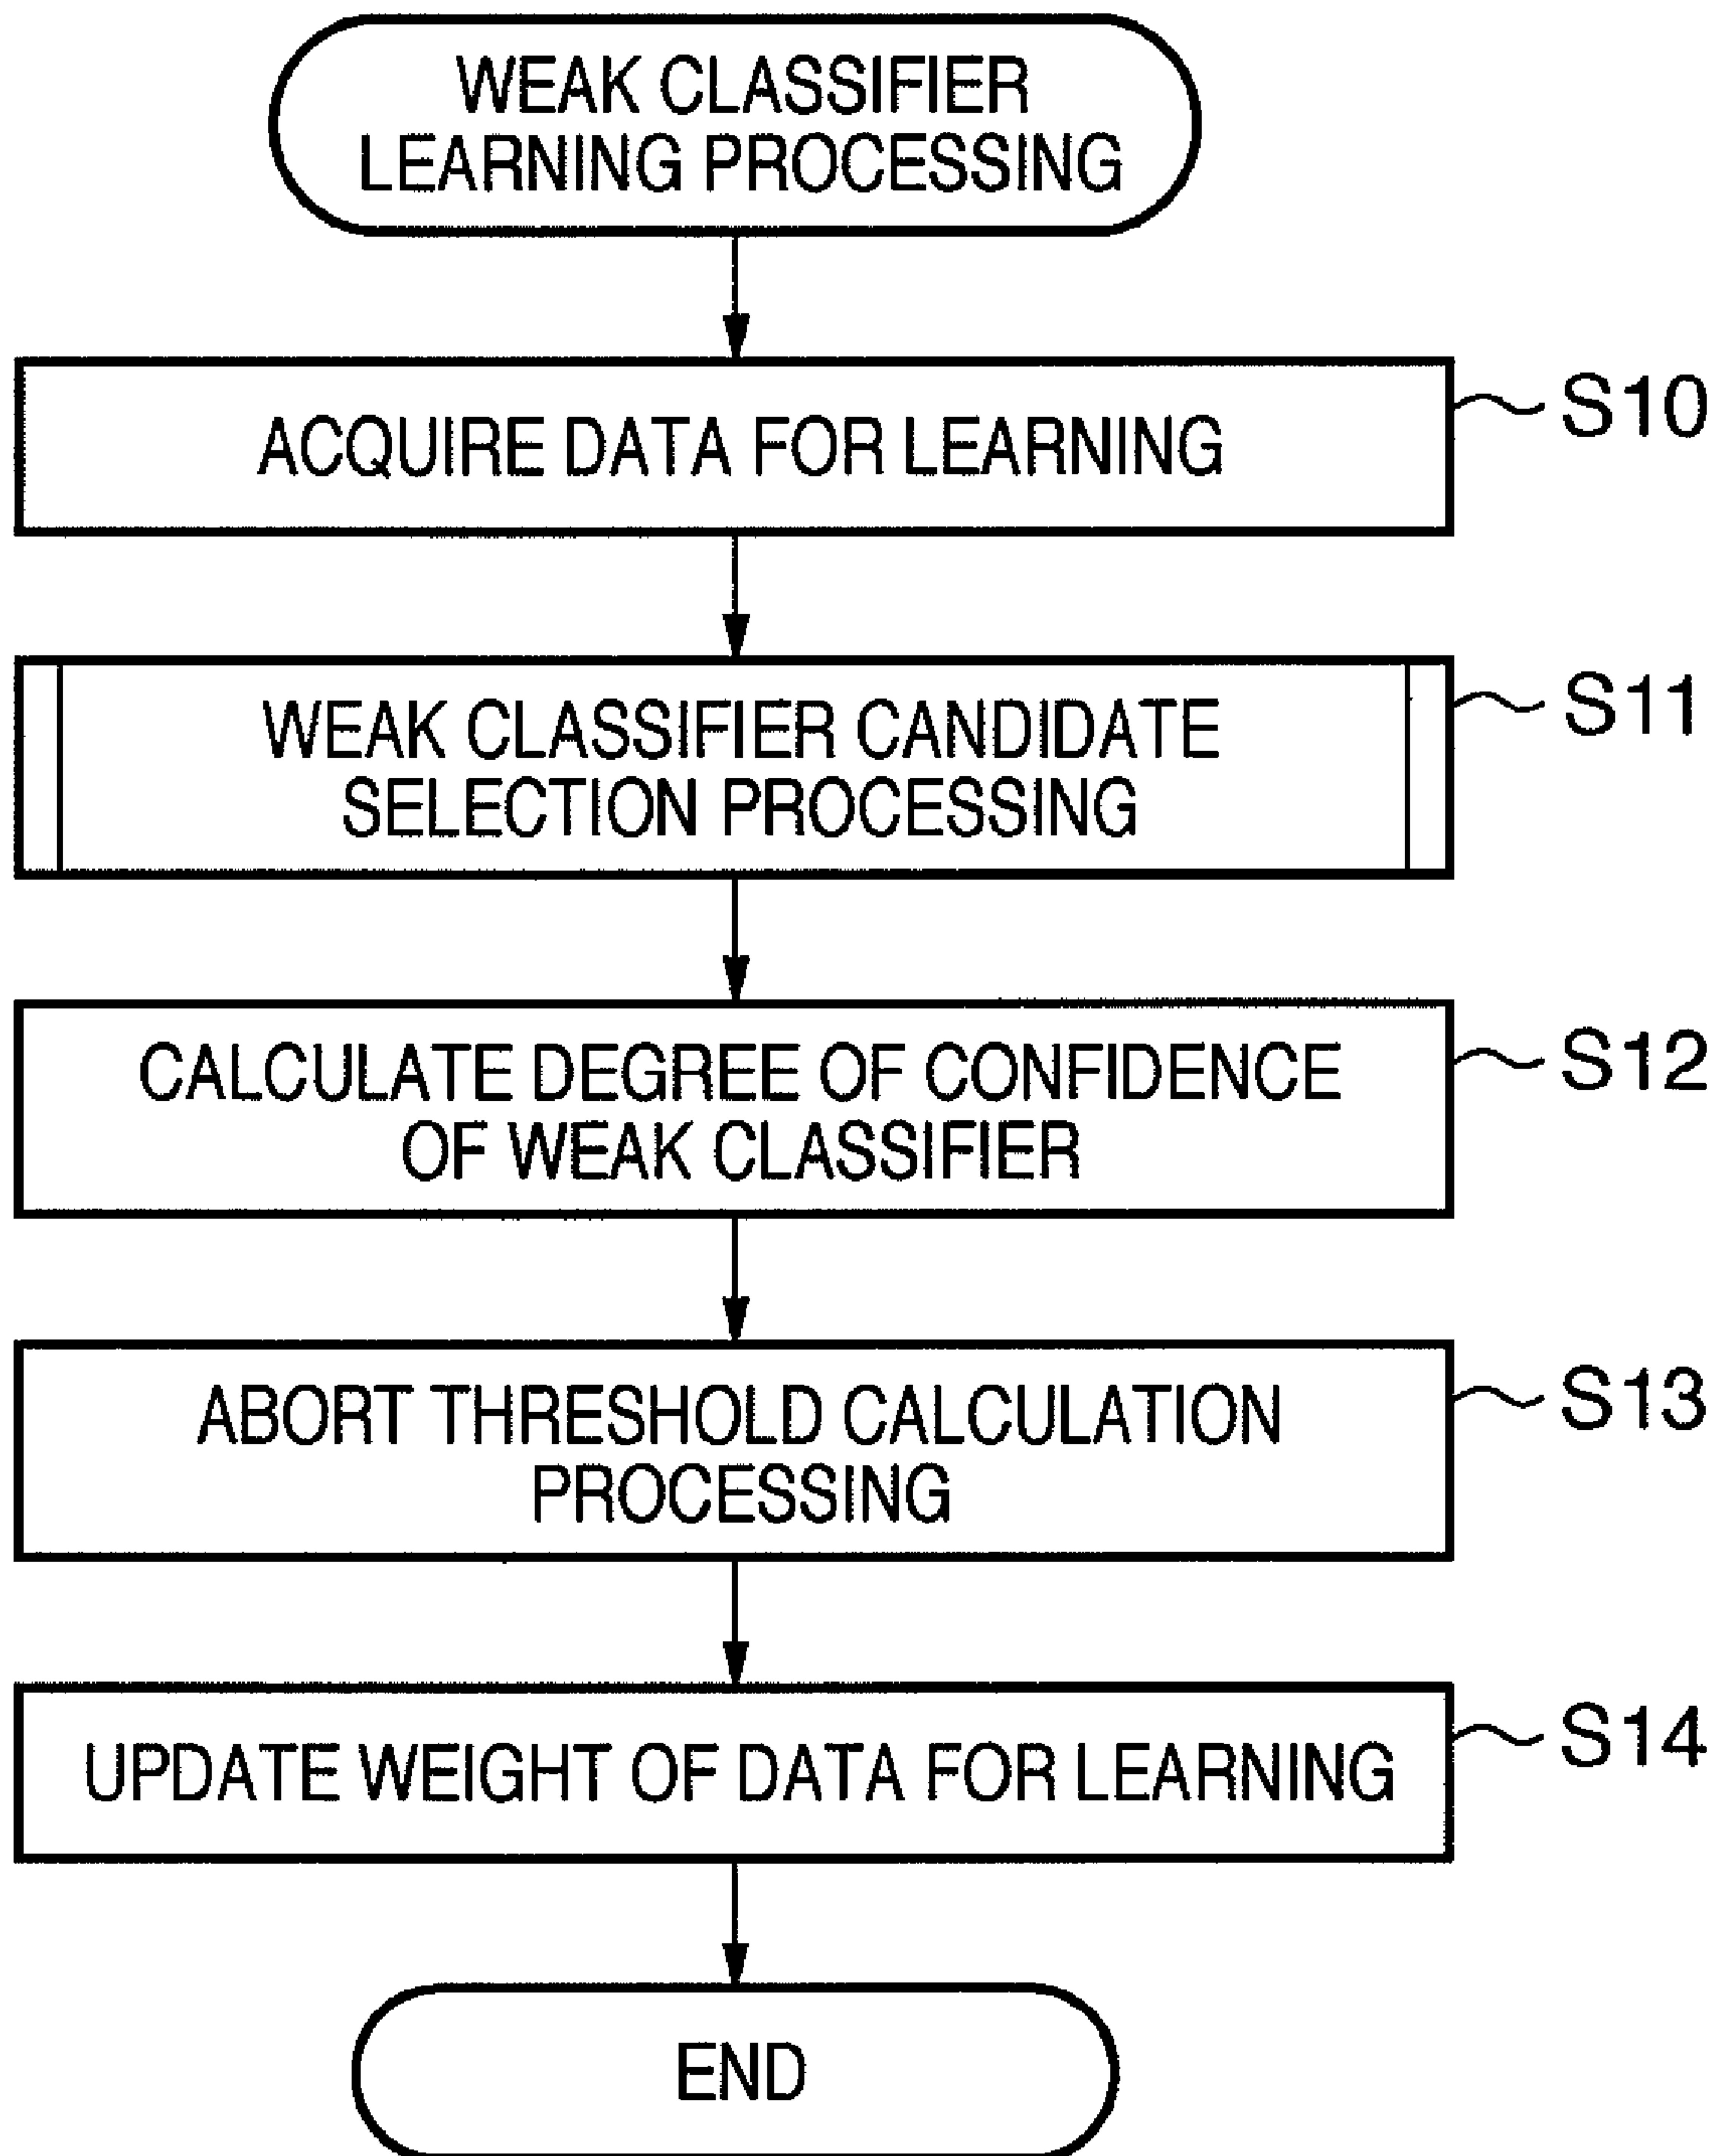 WEAK CLASSIFIER
LEARNING PROCESSING
ACQUIRE DATA FOR LEARNING
S10
WEAK CLASSIFIER CANDIDATE
SELECTION PROCESSING
S11
CALCULATE DEGREE OF CONFIDENCE
OF WEAK CLASSIFIER
S12
ABORT THRESHOLD CALCULATION
PROCESSING
S13
UPDATE WEIGHT OF DATA FOR LEARNING
S14
END